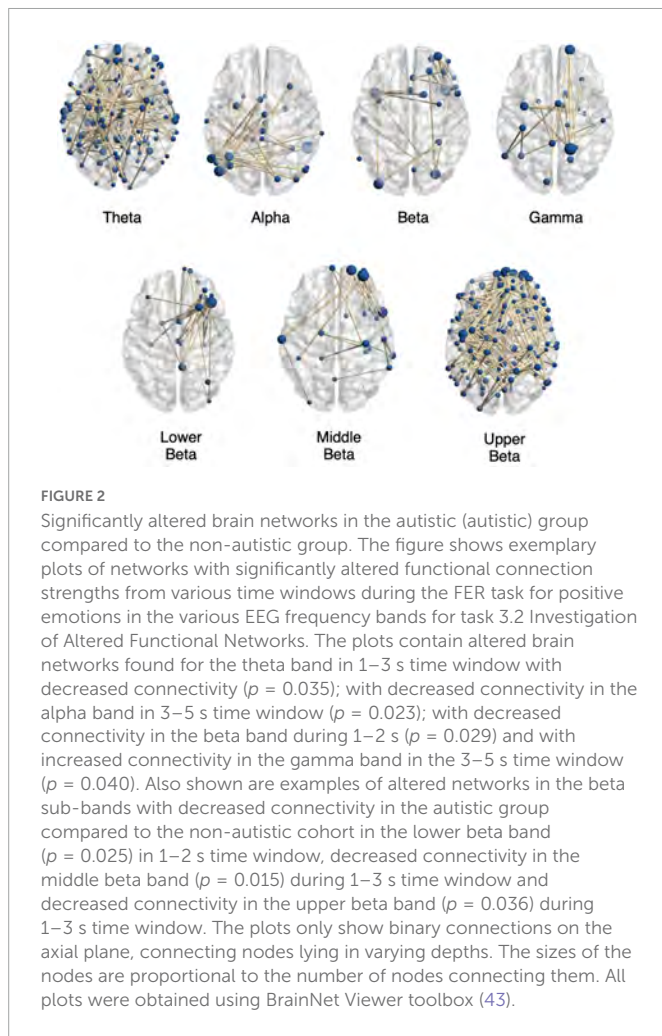 Theta
Alpha
Beta
Gamma
Lower
Beta
Middle
Beta
Upper
Beta
FIGURE 2
Significantly altered brain networks in the autistic (autistic) group
compared to the non-autistic group. The figure shows exemplary
plots of networks with significantly altered functional connection
strengths from various time windows during the FER task for positive
emotions in the various EEG frequency bands for task 3.2 Investigation
of Altered Functional Networks. The plots contain altered brain
networks found for the theta band in 1–3 s time window with
decreased connectivity (p = 0.035); with decreased connectivity in the
alpha band in 3–5 s time window (p = 0.023); with decreased
connectivity in the beta band during 1–2 s (p = 0.029) and with
increased connectivity in the gamma band in the 3–5 s time window
(p = 0.040). Also shown are examples of altered networks in the beta
sub-bands with decreased connectivity in the autistic group
compared to the non-autistic cohort in the lower beta band
(p = 0.025) in 1–2 s time window, decreased connectivity in the
middle beta band (p = 0.015) during 1–3 s time window and
decreased connectivity in the upper beta band (p = 0.036) during
1–3 s time window. The plots only show binary connections on the
axial plane, connecting nodes lying in varying depths. The sizes of the
nodes are proportional to the number of nodes connecting them. All
plots were obtained using BrainNet Viewer toolbox (43).